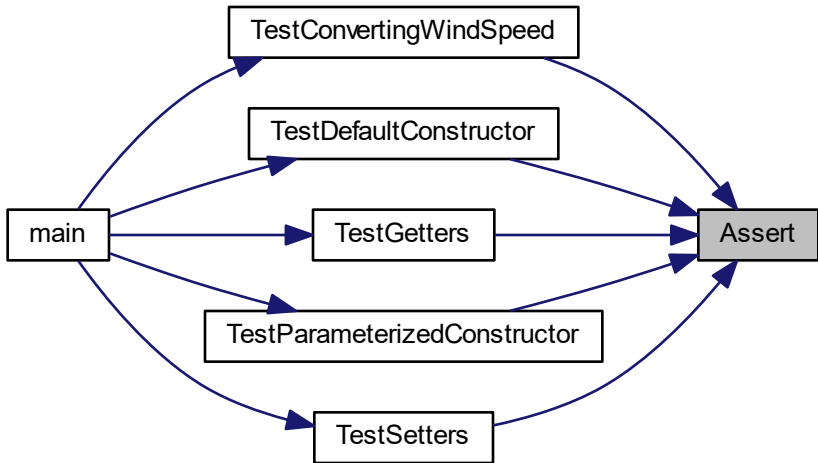 TestConvertingWindSpeed
TestDefaultConstructor
main
TestGetters
Assert
TestParameterizedConstructor
TestSetters